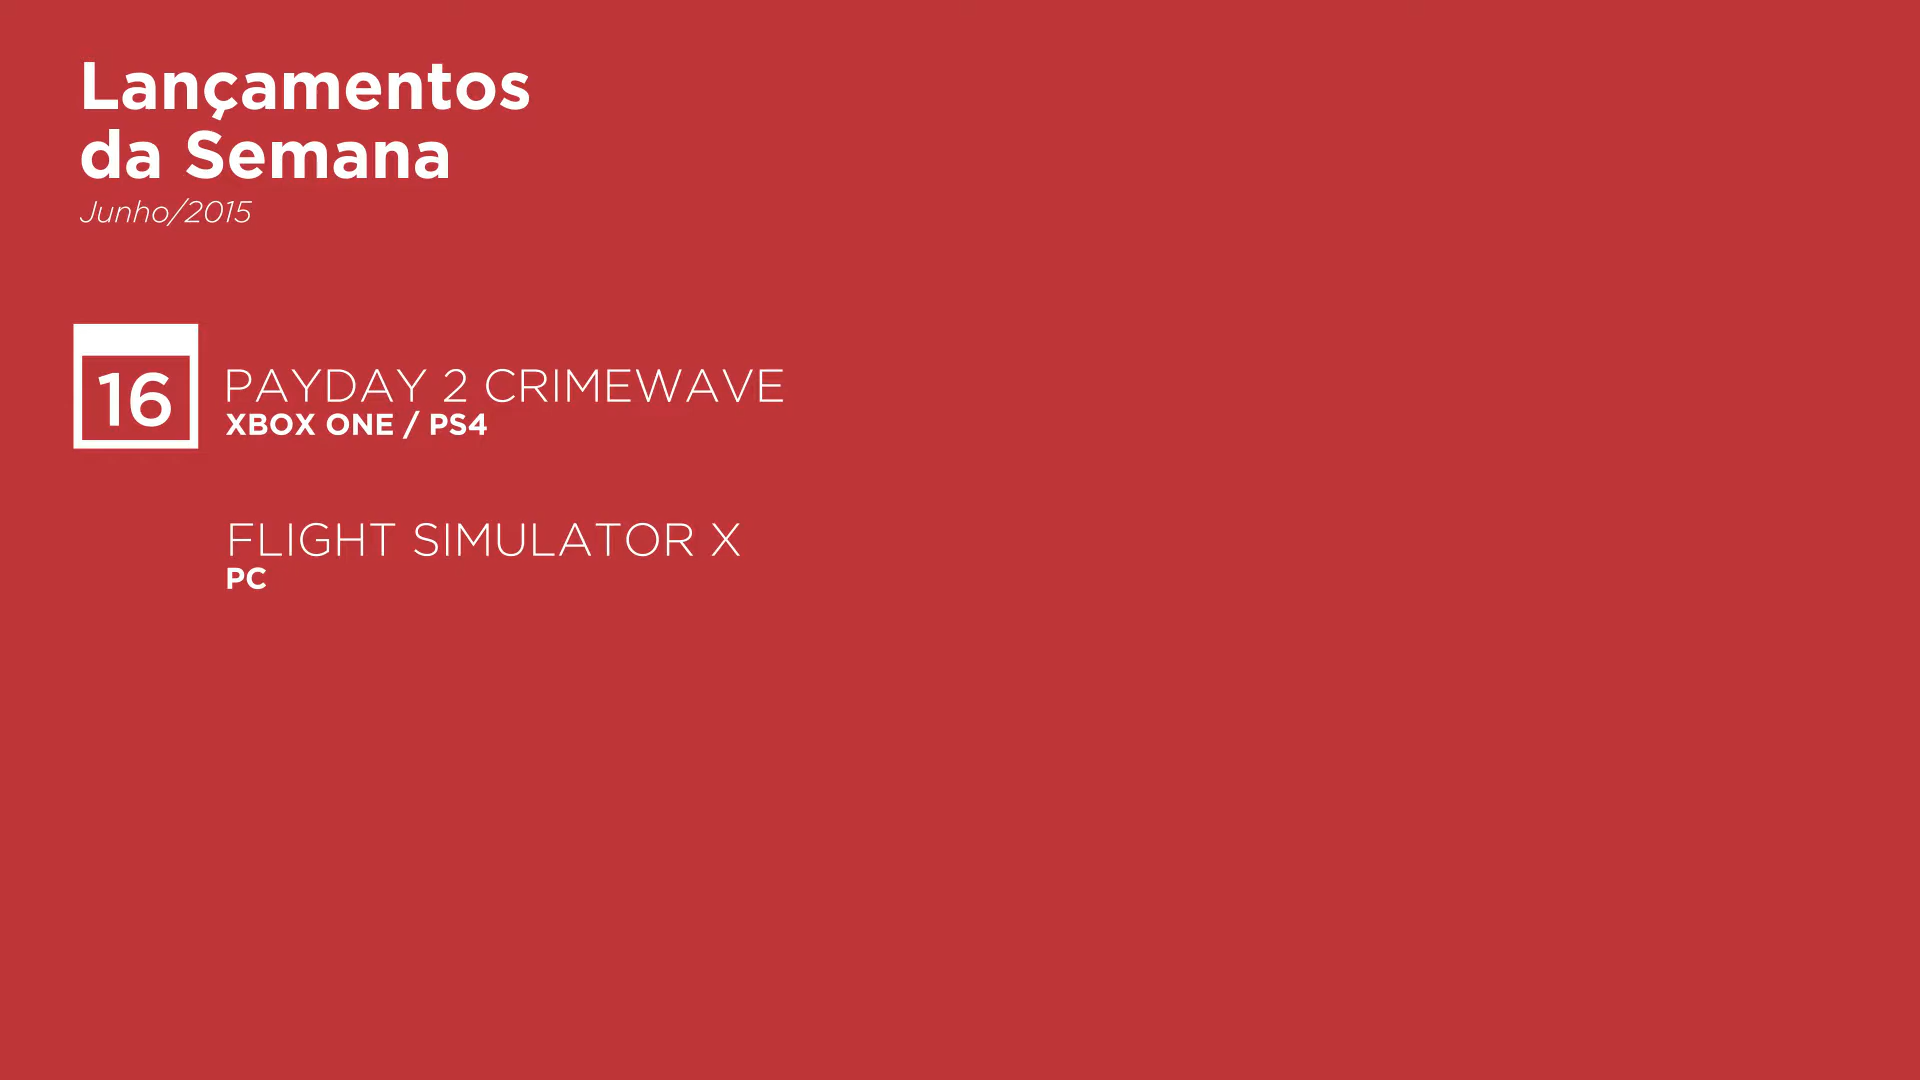 Lançamentos
da Semana
Junho/2015
16
PAYDAY 2 CRIMEWAVE
XBOX ONE / PS4
FLIGHT SIMULATOR X
PC